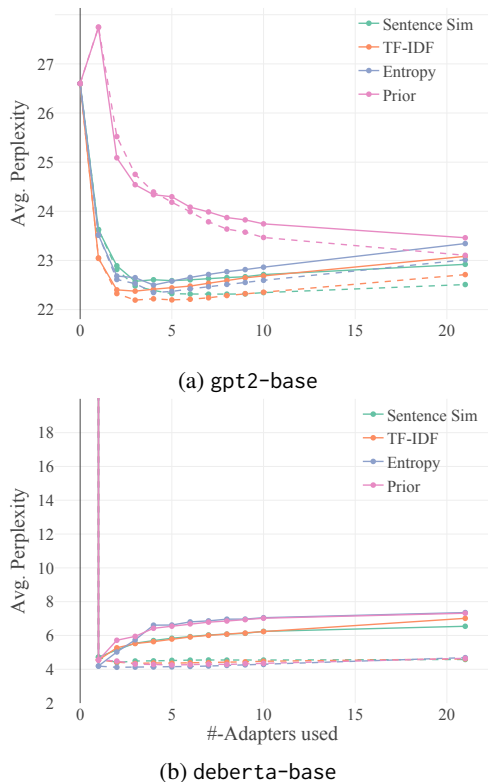 Sentence Sim
TF-IDF
Entropy
Prior
Avg. Perplexity
27
26
25
24
23
22
0 5 10 15 20
(a) gpt2-base
Sentence Sim
TF-IDF
Entropy
Prior
Avg. Perplexity
18
16
14
12
10
8
6
4
2
0 5 10 15 20
#-Adapters used
(b) deberta-base